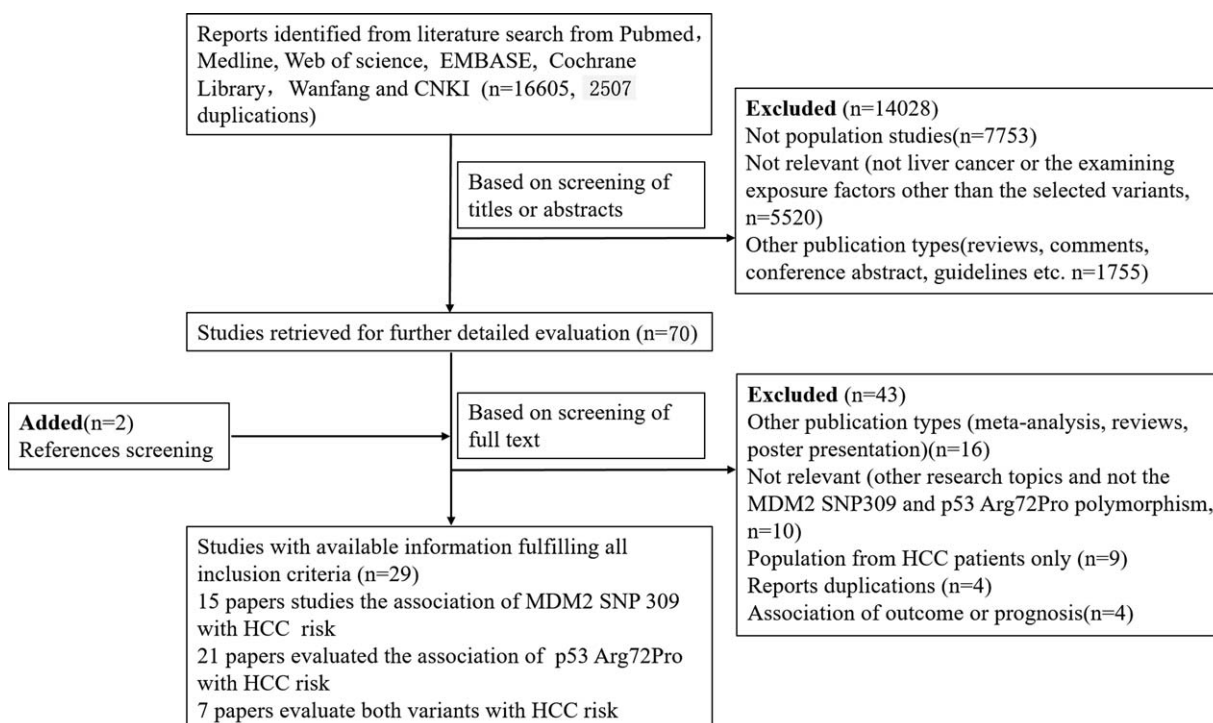 Reports identified from literature search from Pubmed，
Medline, Web of science, EMBASE, Cochrane
Library，Wanfang and CNKI (n=16605, 2507
duplications)
Excluded (n=14028)
Not population studies(n=7753)
Not relevant (not liver cancer or the examining
exposure factors other than the selected variants,
n=5520)
Other publication types(reviews, comments,
conference abstract, guidelines etc. n=1755)
Based on screening of
titles or abstracts
Studies retrieved for further detailed evaluation (n=70)
Added(n=2)
References screening
Based on screening of
full text
Excluded (n=43)
Other publication types (meta-analysis, reviews,
poster presentation)(n=16)
Not relevant (other research topics and not the
MDM2 SNP309 and p53 Arg72Pro polymorphism,
n=10)
Population from HCC patients only (n=9)
Reports duplications (n=4)
Association of outcome or prognosis(n=4)
Studies with available information fulfilling all
inclusion criteria (n=29)
15 papers studies the association of MDM2 SNP 309
with HCC risk
21 papers evaluated the association of p53 Arg72Pro
with HCC risk
7 papers evaluate both variants with HCC risk